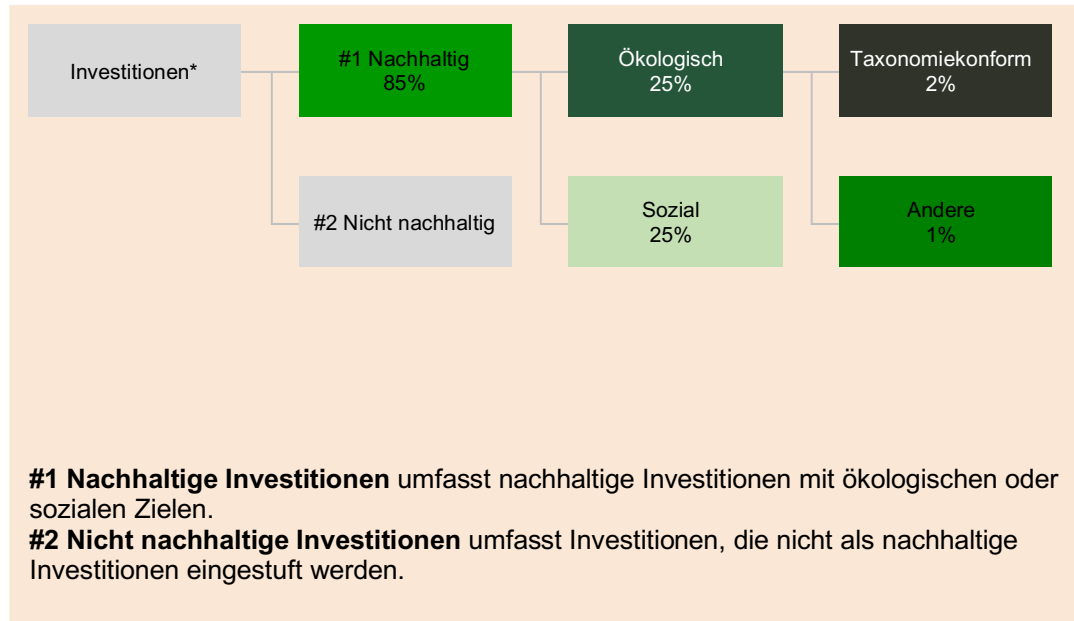 Investitionen*
#1 Nachhaltig
85%
Ökologisch
25%
Taxonomiekonform
2%
#2 Nicht nachhaltig
Sozial
25%
Andere
1%
#1 Nachhaltige Investitionen umfasst nachhaltige Investitionen mit ökologischen oder
sozialen Zielen.
#2 Nicht nachhaltige Investitionen umfasst Investitionen, die nicht als nachhaltige
Investitionen eingestuft werden.